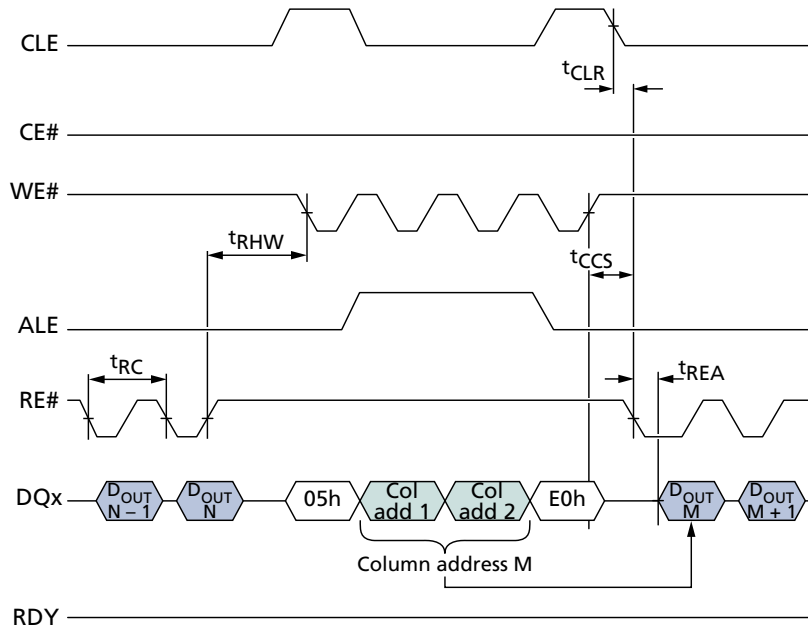 CLE
tCLR
CE#
WE#
tRHW
tCCS
ALE
tRC
tREA
RE#
DQx
DOUT
N – 1
DOUT
N
05h
Col
add 1
Col
add 2
E0h
DOUT
M
DOUT
M + 1
Column address M
RDY